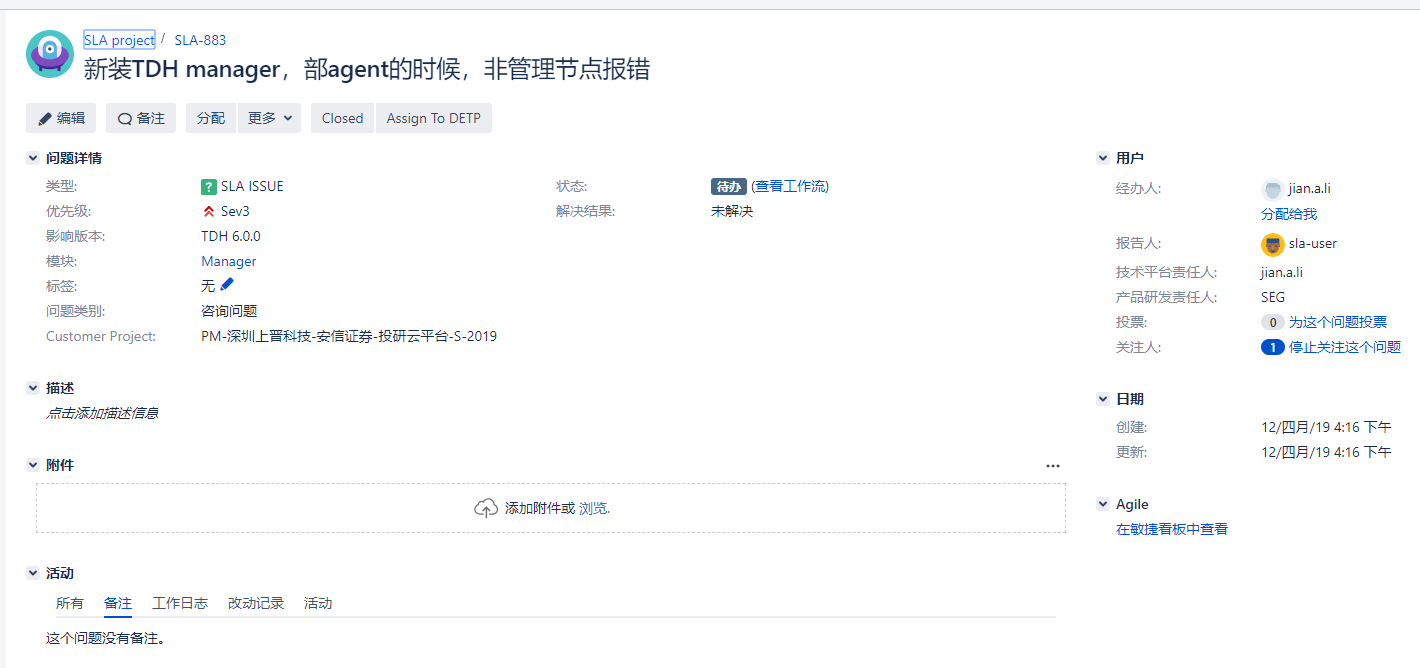 SLA project / SLA-883
新装TDH manager，部agent的时候，非管理节点报错
编辑 备注 分配 更多 Closed Assign To DETP
问题详情
类型: ? SLA ISSUE 状态: 待办 (查看工作流)
优先级: Sev3 解决结果: 未解决
影响版本: TDH 6.0.0
模块: Manager
标签: 无
问题类别: 咨询问题
Customer Project: PM-深圳上晋科技-安信证券-投研云平台-S-2019
描述
点击添加描述信息
附件
添加附件或 浏览.
活动
所有 备注 工作日志 改动记录 活动
这个问题没有备注。
用户
经办人: jian.a.li
分配给我
报告人: sla-user
技术平台责任人: jian.a.li
产品研发责任人: SEG
投票: 0 为这个问题投票
关注人: 1 停止关注这个问题
日期
创建: 12/四月/19 4:16 下午
更新: 12/四月/19 4:16 下午
Agile
在敏捷看板中查看